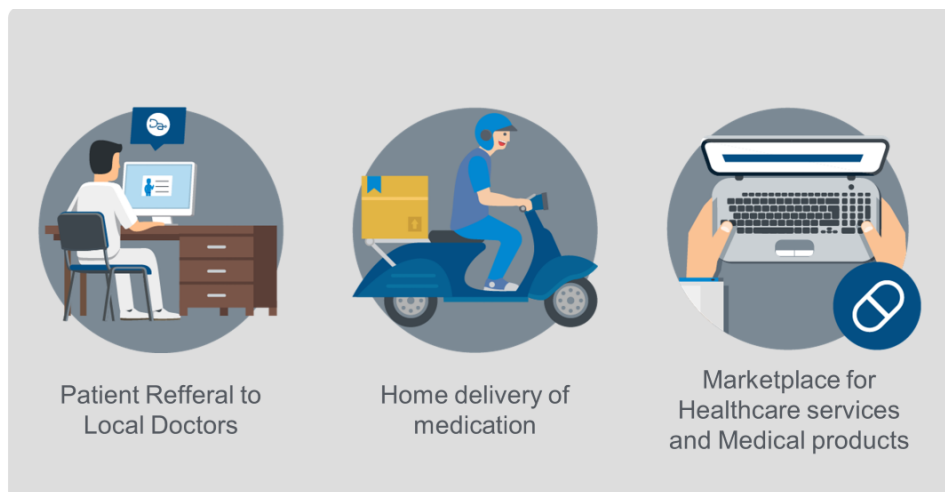 Patient Refferal to
Local Doctors
Home delivery of
medication
Marketplace for
Healthcare services
and Medical products